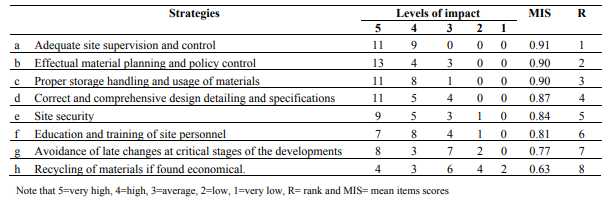 Strategies Levels of impact MIS R
5 4 3 2 1
a Adequate site supervision and control 11 9 0 0 0 0.91 1
b Effectual material planning and policy control 13 4 3 0 0 0.90 2
c Proper storage handling and usage of materials 11 8 1 0 0 0.90 3
d Correct and comprehensive design detailing and specifications 11 5 4 0 0 0.87 4
e Site security 9 5 3 1 0 0.84 5
f Education and training of site personnel 7 8 4 1 0 0.81 6
g Avoidance of late changes at critical stages of the developments 8 3 7 2 0 0.77 7
h Recycling of materials if found economical. 4 3 6 4 2 0.63 8
Note that 5=very high, 4=high, 3=average, 2=low, 1=very low, R= rank and MIS= mean items scores